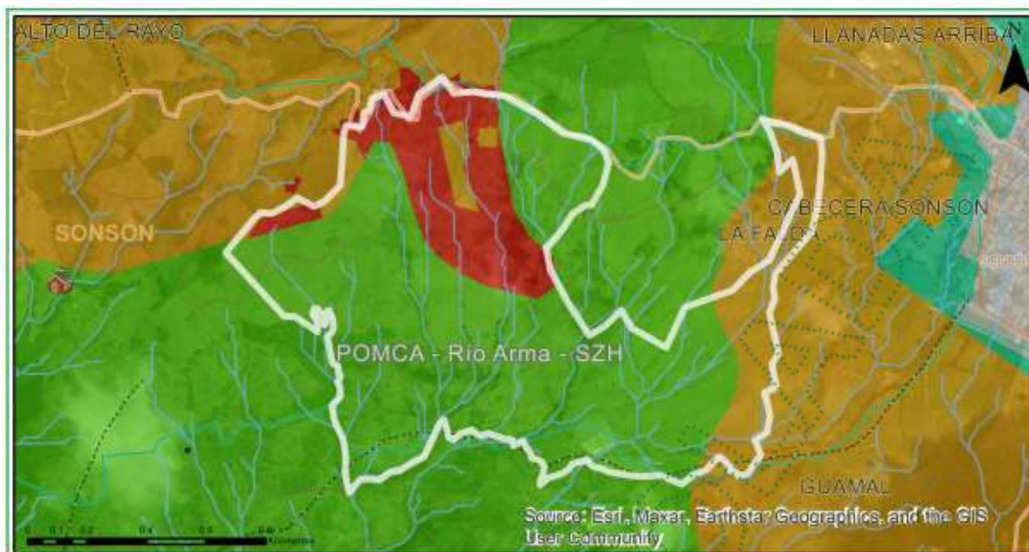 ALTO DEL RAYO
LLANADAS ARRIBA
N
CABECERA SONSON
LA FALDA
SONSON
POMCA - Río Arma - SZH
GUAMAL
Source: Esri, Maxar, Earthstar Geographics, and the GIS
User Community